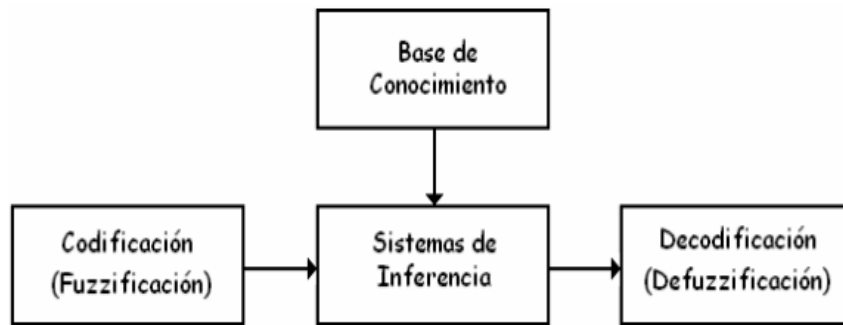 Base de
Conocimiento
Codificación
(Fuzzificación)
Sistemas de
Inferencia
Decodificación
(Defuzzificación)